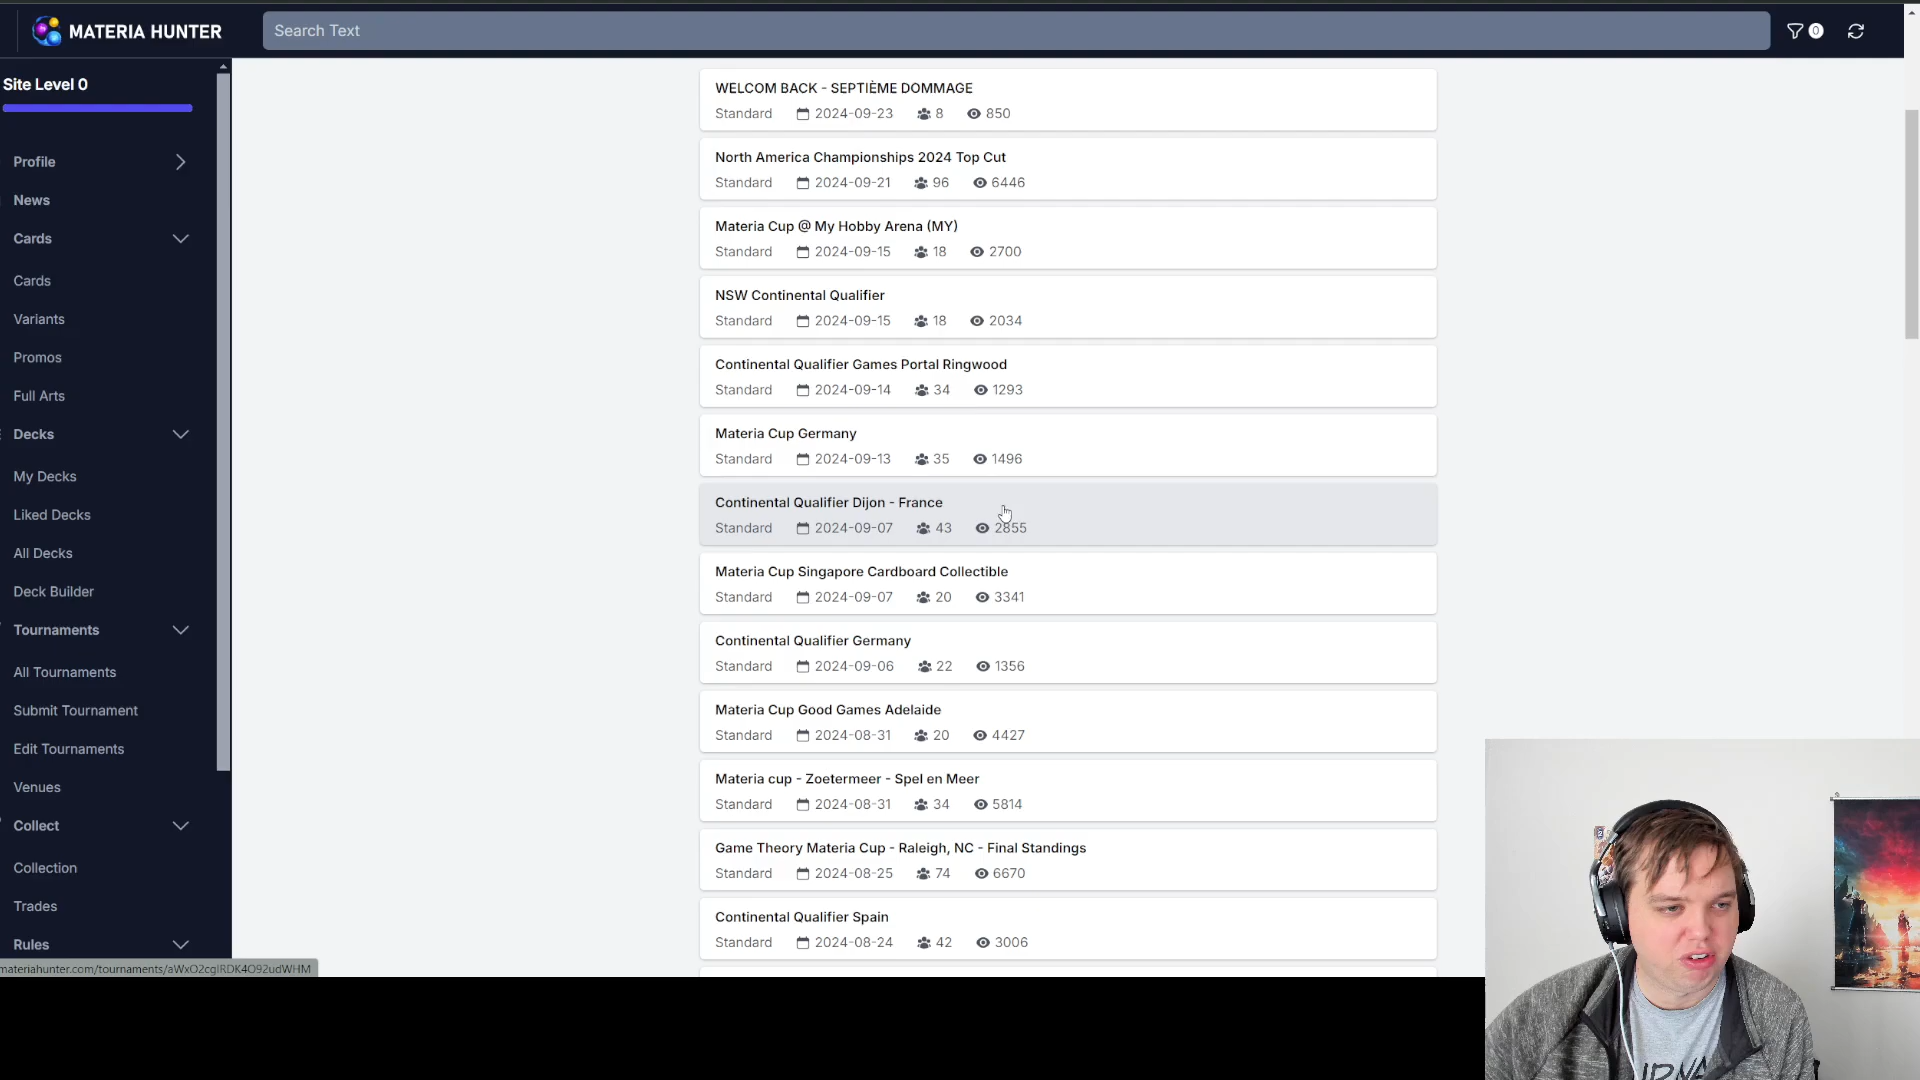 MATERIA HUNTER
Search Text
0
Site Level 0
Profile
News
Cards
Cards
Variants
Promos
Full Arts
Decks
My Decks
Liked Decks
All Decks
Deck Builder
Tournaments
All Tournaments
Submit Tournament
Edit Tournaments
Venues
Collect
Collection
Trades
Rules
materiahunter.com/tournaments/aWxO2cgIRDK4O92udWHM
WELCOM BACK - SEPTIÈME DOMMAGE
Standard 2024-09-23 8 850
North America Championships 2024 Top Cut
Standard 2024-09-21 96 6446
Materia Cup @ My Hobby Arena (MY)
Standard 2024-09-15 18 2700
NSW Continental Qualifier
Standard 2024-09-15 18 2034
Continental Qualifier Games Portal Ringwood
Standard 2024-09-14 34 1293
Materia Cup Germany
Standard 2024-09-13 35 1496
Continental Qualifier Dijon - France
Standard 2024-09-07 43 2855
Materia Cup Singapore Cardboard Collectible
Standard 2024-09-07 20 3341
Continental Qualifier Germany
Standard 2024-09-06 22 1356
Materia Cup Good Games Adelaide
Standard 2024-08-31 20 4427
Materia cup - Zoetermeer - Spel en Meer
Standard 2024-08-31 34 5814
Game Theory Materia Cup - Raleigh, NC - Final Standings
Standard 2024-08-25 74 6670
Continental Qualifier Spain
Standard 2024-08-24 42 3006